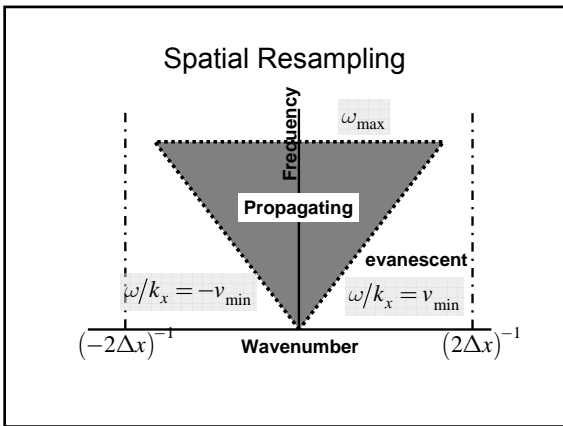 Spatial Resampling
Frequency
ω_max
Propagating
evanescent
ω/k_x = −v_min
ω/k_x = v_min
(−2Δx)^−1
Wavenumber
(2Δx)^−1